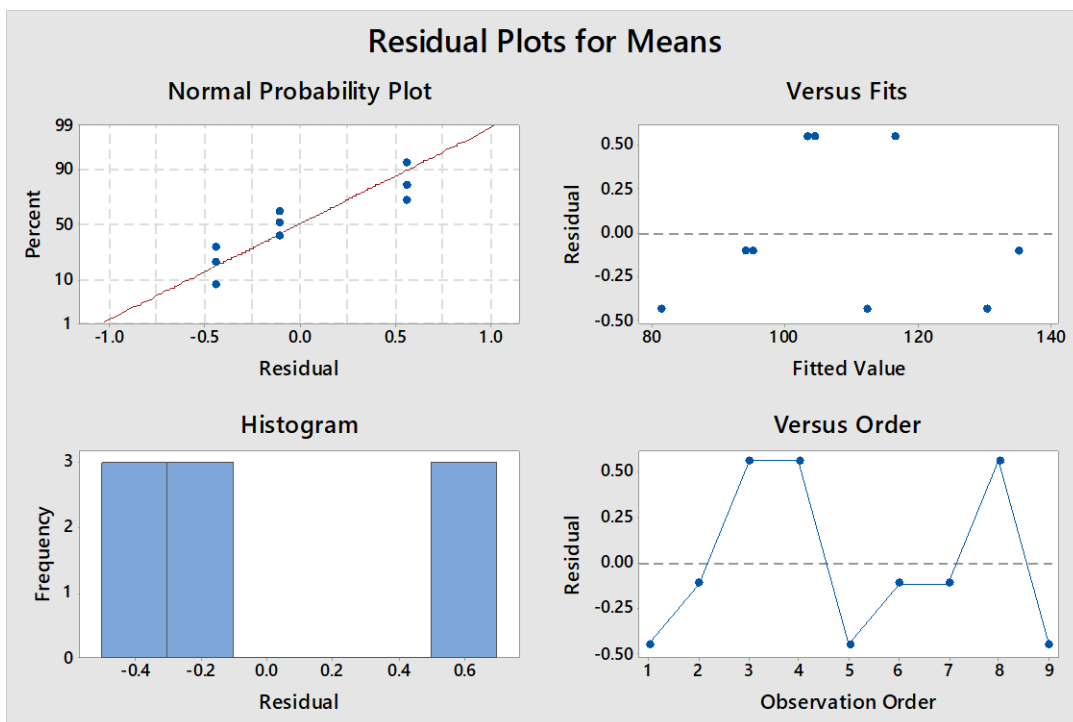 Residual Plots for Means
Normal Probability Plot
99
90
50
10
1
Percent
-1.0 -0.5 0.0 0.5 1.0
Residual
Versus Fits
0.50
0.25
0.00
-0.25
-0.50
Residual
80 100 120 140
Fitted Value
Histogram
3
2
1
0
Frequency
-0.4 -0.2 0.0 0.2 0.4 0.6
Residual
Versus Order
0.50
0.25
0.00
-0.25
-0.50
Residual
1 2 3 4 5 6 7 8 9
Observation Order